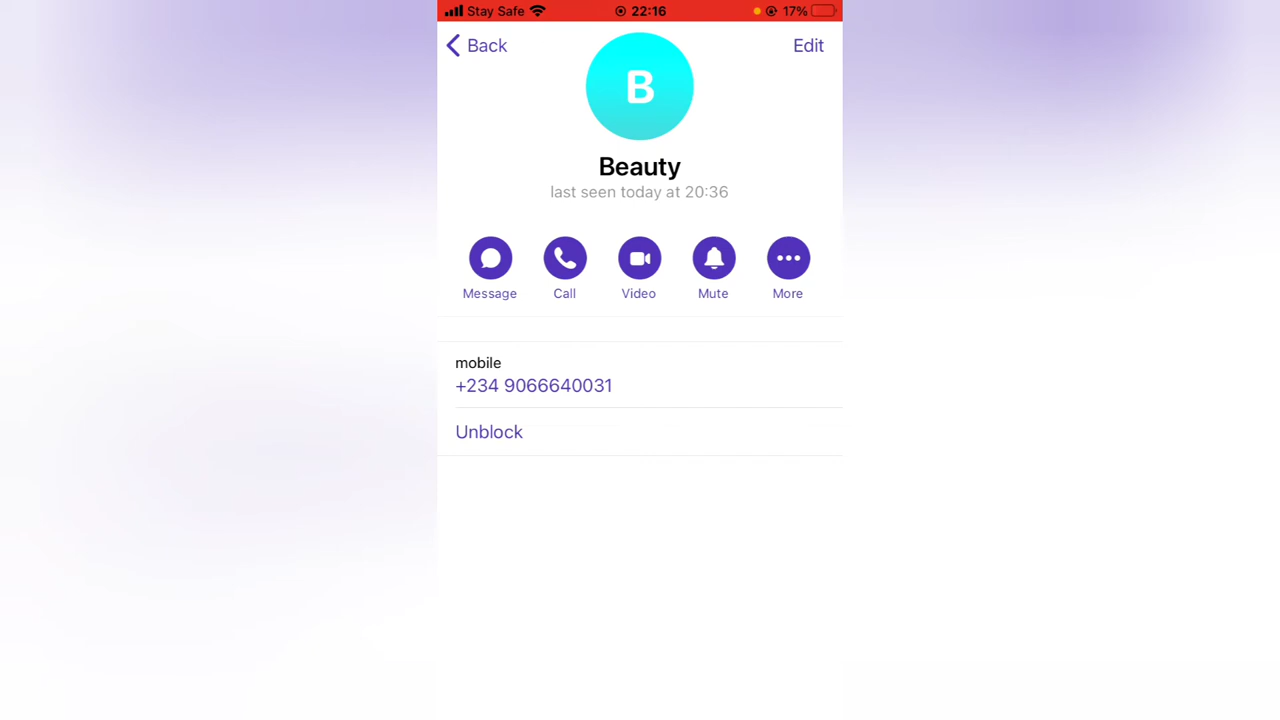 Stay Safe 22:16 17%
Back Edit
B
Beauty
last seen today at 20:36
Message Call Video Mute More
mobile
+234 9066640031
Unblock